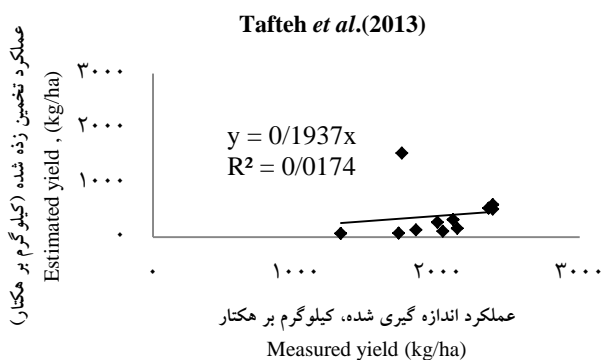 Tafteh et al.(2013)
عملکرد تخمین زده شده (کیلوگرم بر هکتار)
Estimated yield , (kg/ha)
۳۰۰۰
۲۰۰۰
۱۰۰۰
۰
y = 0/1937x
R² = 0/0174
۰ ۱۰۰۰ ۲۰۰۰ ۳۰۰۰
عملکرد اندازه گیری شده، کیلوگرم بر هکتار
Measured yield (kg/ha)